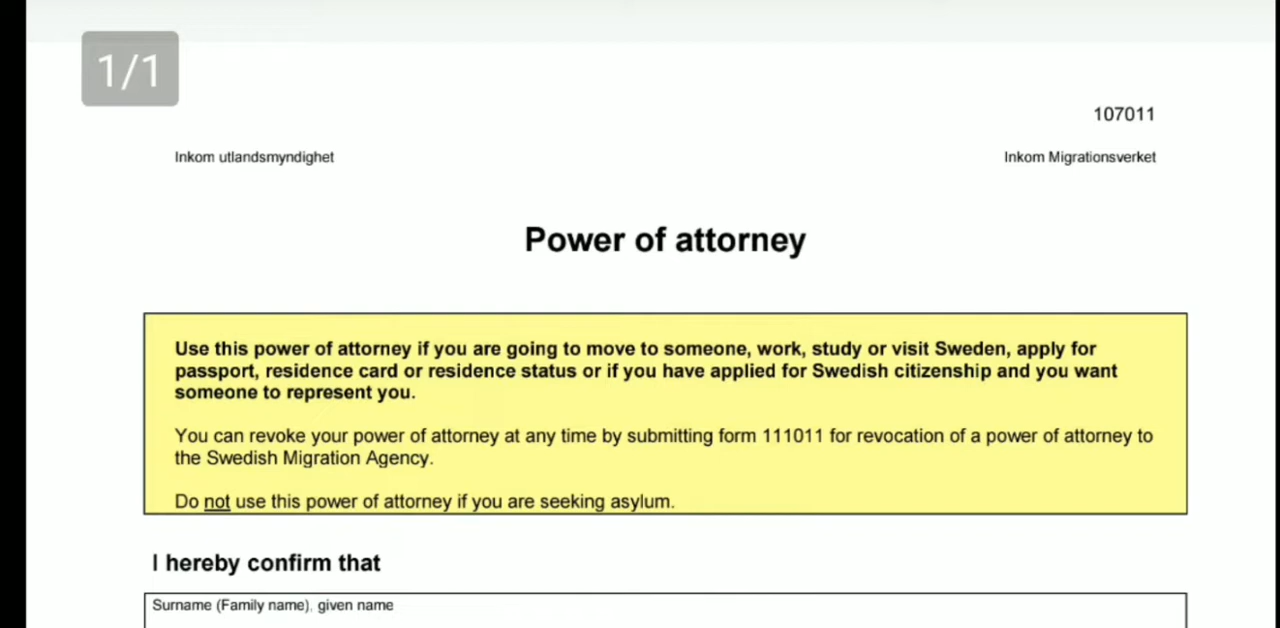 1/1
107011
Inkom utlandsmyndighet
Inkom Migrationsverket
Power of attorney
Use this power of attorney if you are going to move to someone, work, study or visit Sweden, apply for
passport, residence card or residence status or if you have applied for Swedish citizenship and you want
someone to represent you.
You can revoke your power of attorney at any time by submitting form 111011 for revocation of a power of attorney to
the Swedish Migration Agency.
Do not use this power of attorney if you are seeking asylum.
I hereby confirm that
Surname (Family name), given name